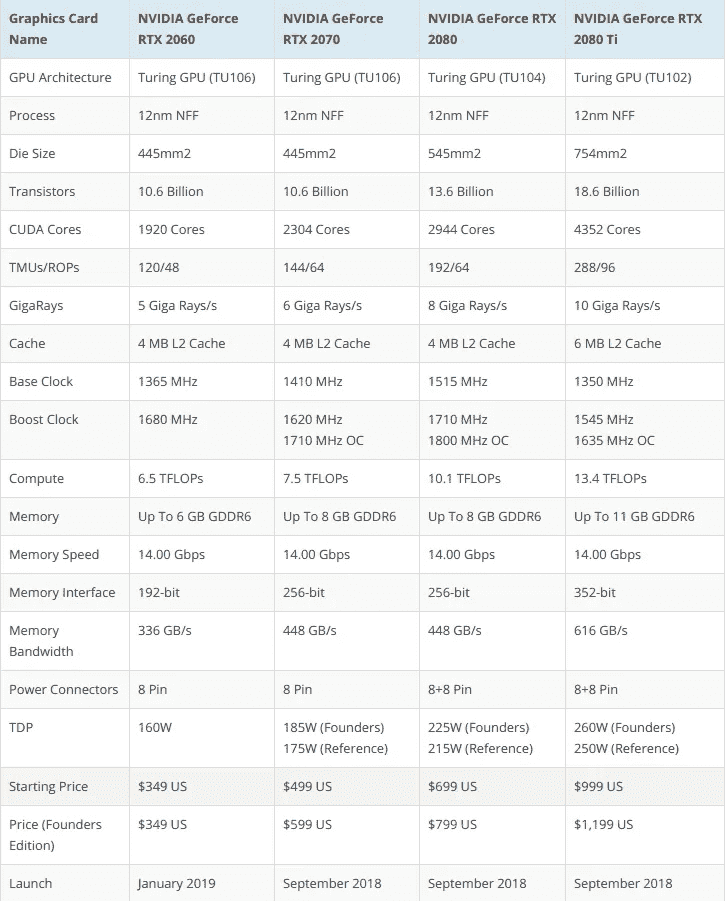 Graphics Card Name NVIDIA GeForce RTX 2060 NVIDIA GeForce RTX 2070 NVIDIA GeForce RTX 2080 NVIDIA GeForce RTX 2080 Ti
GPU Architecture Turing GPU (TU106) Turing GPU (TU106) Turing GPU (TU104) Turing GPU (TU102)
Process 12nm NFF 12nm NFF 12nm NFF 12nm NFF
Die Size 445mm2 445mm2 545mm2 754mm2
Transistors 10.6 Billion 10.6 Billion 13.6 Billion 18.6 Billion
CUDA Cores 1920 Cores 2304 Cores 2944 Cores 4352 Cores
TMUs/ROPs 120/48 144/64 192/64 288/96
GigaRays 5 Giga Rays/s 6 Giga Rays/s 8 Giga Rays/s 10 Giga Rays/s
Cache 4 MB L2 Cache 4 MB L2 Cache 4 MB L2 Cache 6 MB L2 Cache
Base Clock 1365 MHz 1410 MHz 1515 MHz 1350 MHz
Boost Clock 1680 MHz 1620 MHz 1710 MHz OC 1710 MHz 1800 MHz OC 1545 MHz 1635 MHz OC
Compute 6.5 TFLOPs 7.5 TFLOPs 10.1 TFLOPs 13.4 TFLOPs
Memory Up To 6 GB GDDR6 Up To 8 GB GDDR6 Up To 8 GB GDDR6 Up To 11 GB GDDR6
Memory Speed 14.00 Gbps 14.00 Gbps 14.00 Gbps 14.00 Gbps
Memory Interface 192-bit 256-bit 256-bit 352-bit
Memory Bandwidth 336 GB/s 448 GB/s 448 GB/s 616 GB/s
Power Connectors 8 Pin 8 Pin 8+8 Pin 8+8 Pin
TDP 160W 185W (Founders) 175W (Reference) 225W (Founders) 215W (Reference) 260W (Founders) 250W (Reference)
Starting Price $349 US $499 US $699 US $999 US
Price (Founders Edition) $349 US $599 US $799 US $1,199 US
Launch January 2019 September 2018 September 2018 September 2018